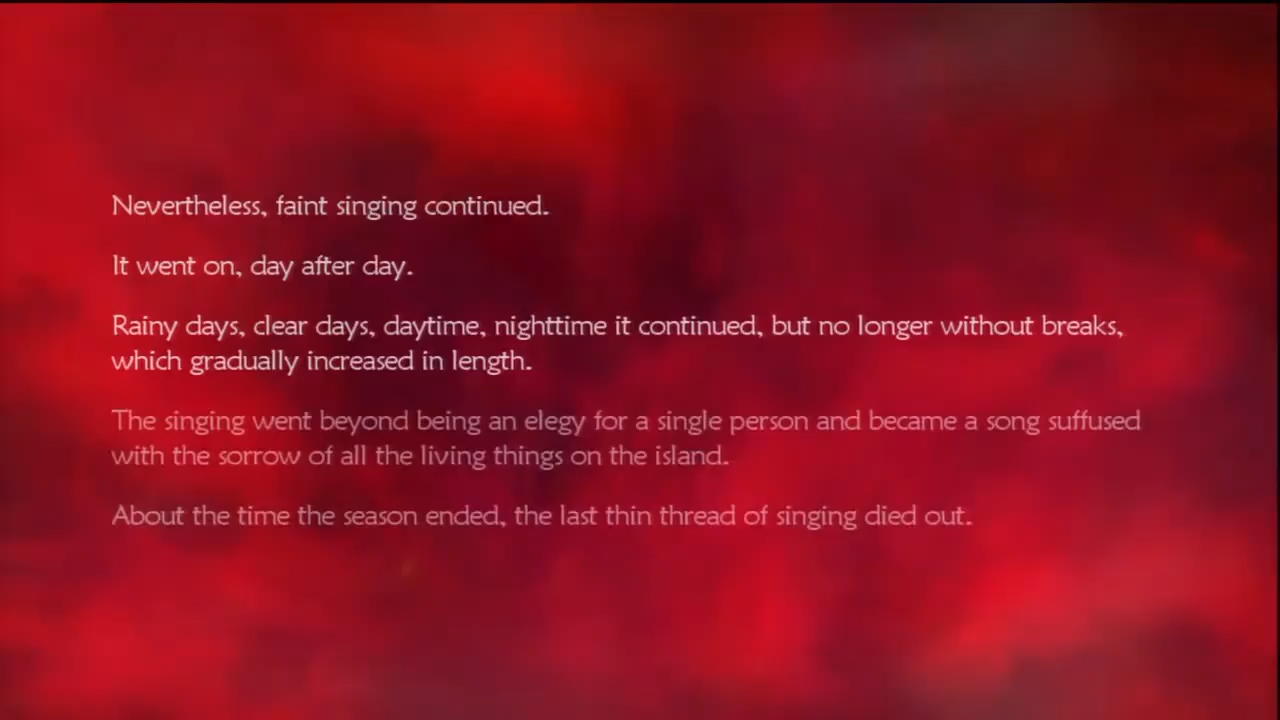 Nevertheless, faint singing continued.
It went on, day after day.
Rainy days, clear days, daytime, nighttime it continued, but no longer without breaks,
which gradually increased in length.
The singing went beyond being an elegy for a single person and became a song suffused
with the sorrow of all the living things on the island.
About the time the season ended, the last thin thread of singing died out.